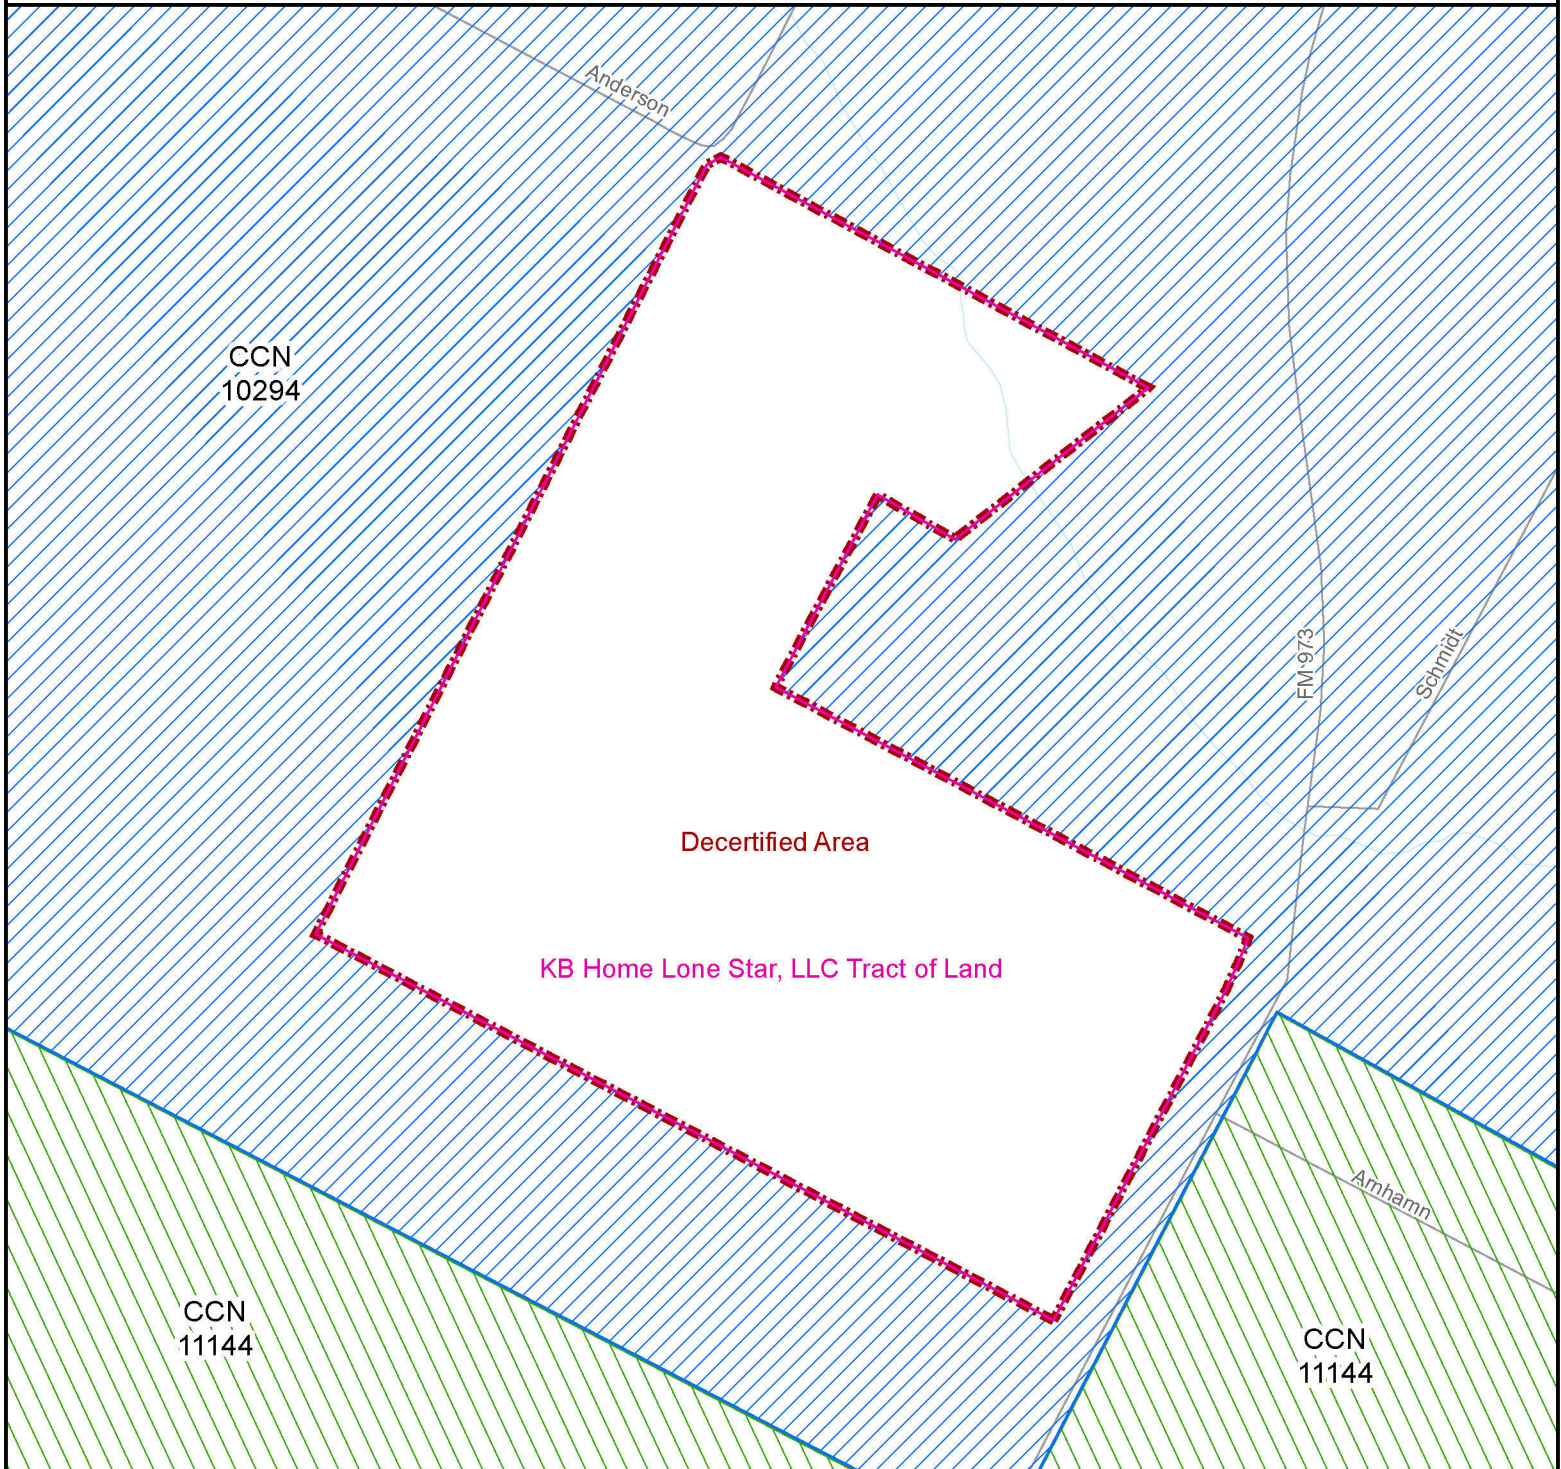 Anderson
CCN
10294
FM 973
Schmidt
Decertified Area
KB Home Lone Star, LLC Tract of Land
Arnhamn
CCN
11144
CCN
11144